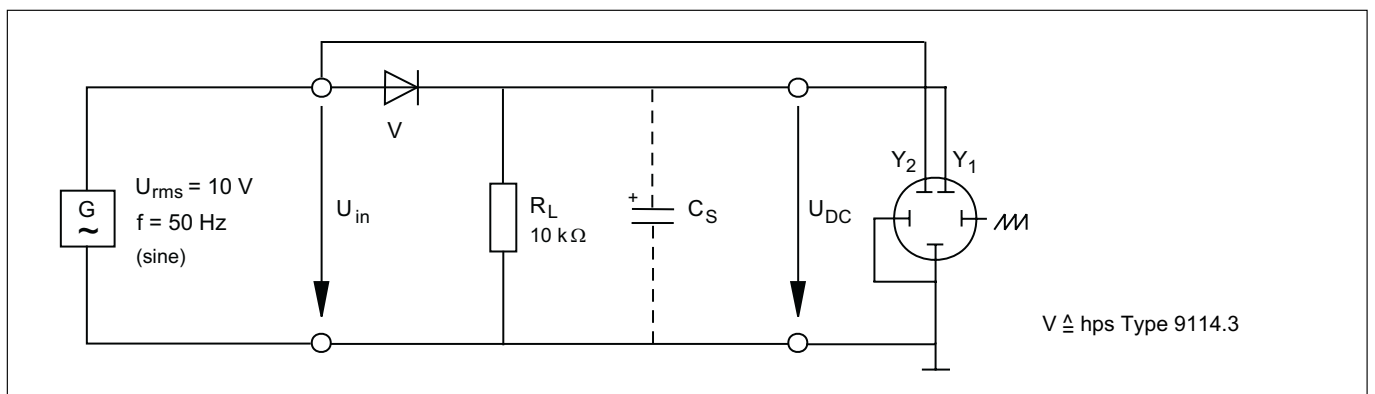 Y2 Y1
V
G
~
Urms = 10 V
f = 50 Hz
(sine)
Uin
RL
10 kΩ
+
CS
UDC
V ≙ hps Type 9114.3